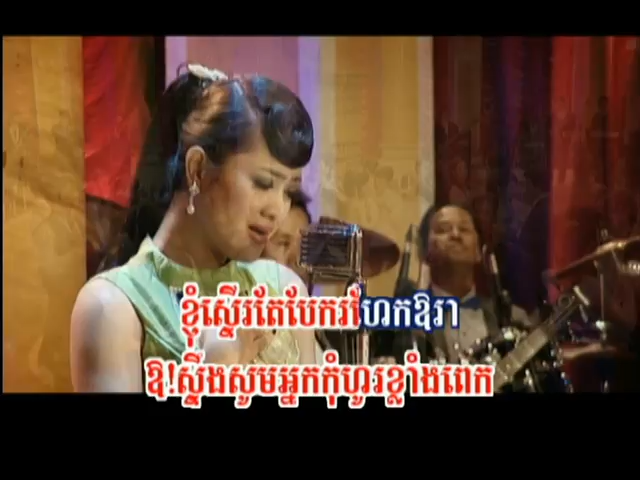 ខ្ញុំស្ទើរតែបែករហែកឱរា
ឱ!ស្ទឹងសូមអ្នកកុំហូរខ្លាំងពេក